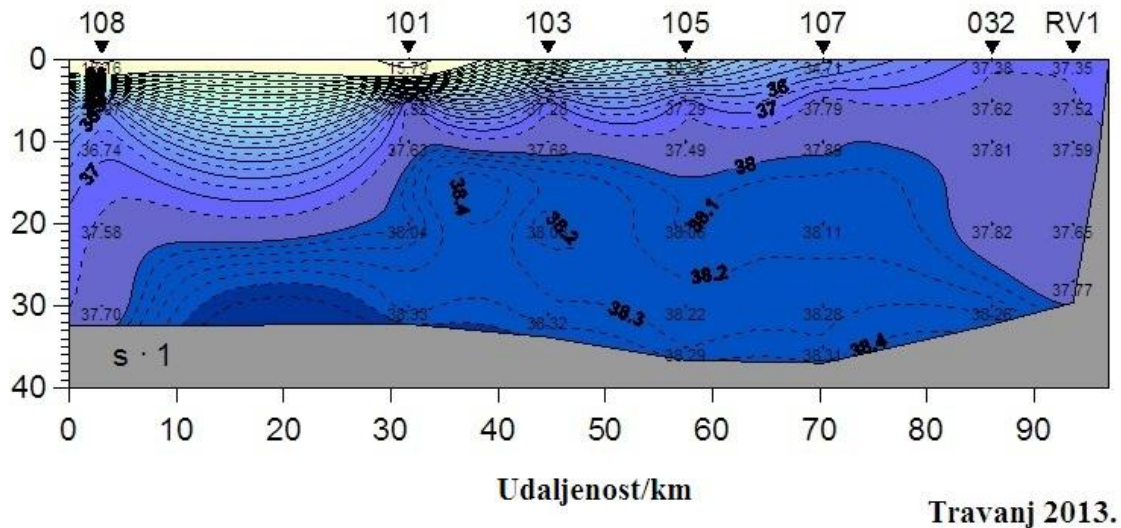 108 101 103 105 107 032 RV1
0
15.79 37.38 37.35
36
37 37.29 37.79 37.62 37.52
10
36.74 37.68 37.49 37.81 37.59
37 38
38.4 38.1
20
37.58 38.04 38.2 38.11 37.82 37.65
38.2
37.77
30
37.70 38.33 38.32 38.3 38.22 38.28 38.26
38.4
s · 1 38.29 38.31
40
0 10 20 30 40 50 60 70 80 90
Udaljenost/km
Travanj 2013.